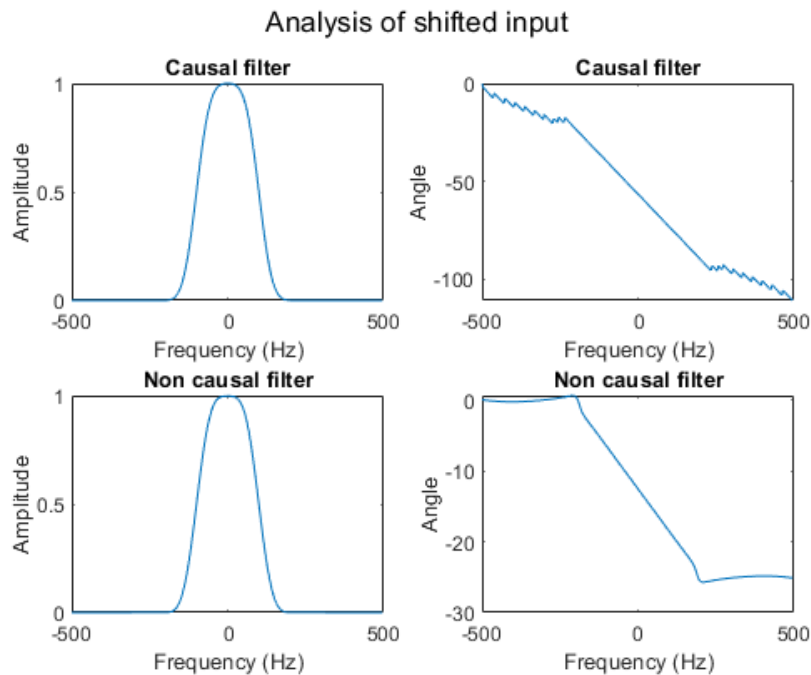 Analysis of shifted input
Causal filter
1
0.5
0
Amplitude
-500
0
500
Frequency (Hz)
Causal filter
0
-50
-100
Angle
-500
0
500
Frequency (Hz)
Non causal filter
1
0.5
0
Amplitude
-500
0
500
Frequency (Hz)
Non causal filter
0
-10
-20
-30
Angle
-500
0
500
Frequency (Hz)